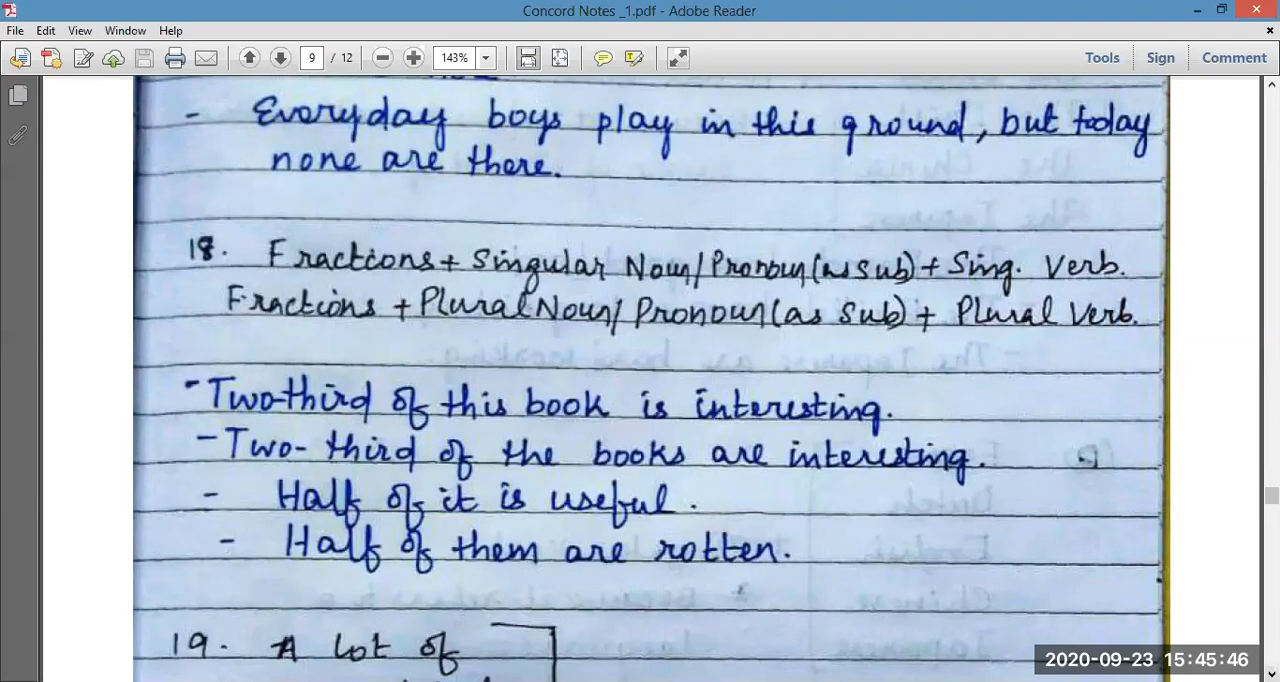 Concord Notes _1.pdf - Adobe Reader
File Edit View Window Help
9 / 12 143% Tools Sign Comment
- Everyday boys play in this ground, but today
none are there.
18. Fractions + Singular Noun/Pronoun (as sub) + Sing. Verb.
Fractions + Plural Noun/ Pronoun (as Sub) + Plural Verb.
- Two-third of this book is interesting.
- Two-third of the books are interesting.
- Half of it is useful.
- Half of them are rotten.
19. A lot of
2020-09-23 15:45:46